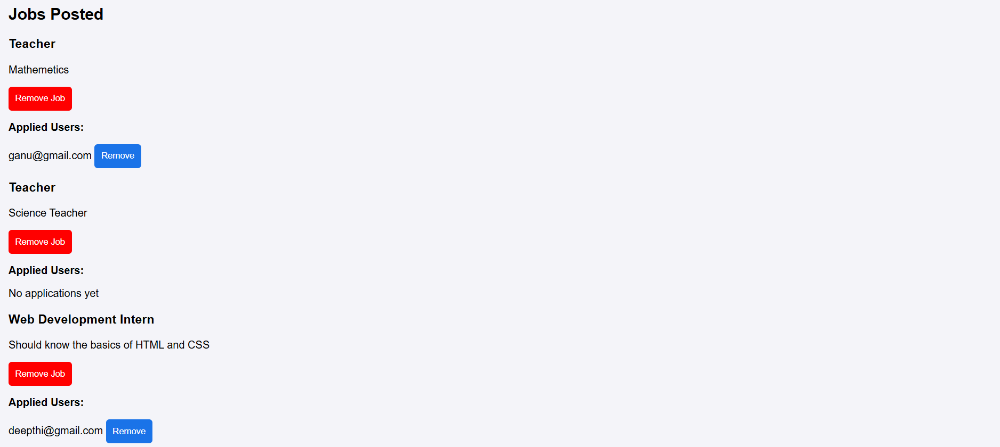 Jobs Posted
Teacher
Mathemetics
Remove Job
Applied Users:
ganu@gmail.com Remove
Teacher
Science Teacher
Remove Job
Applied Users:
No applications yet
Web Development Intern
Should know the basics of HTML and CSS
Remove Job
Applied Users:
deepthi@gmail.com Remove